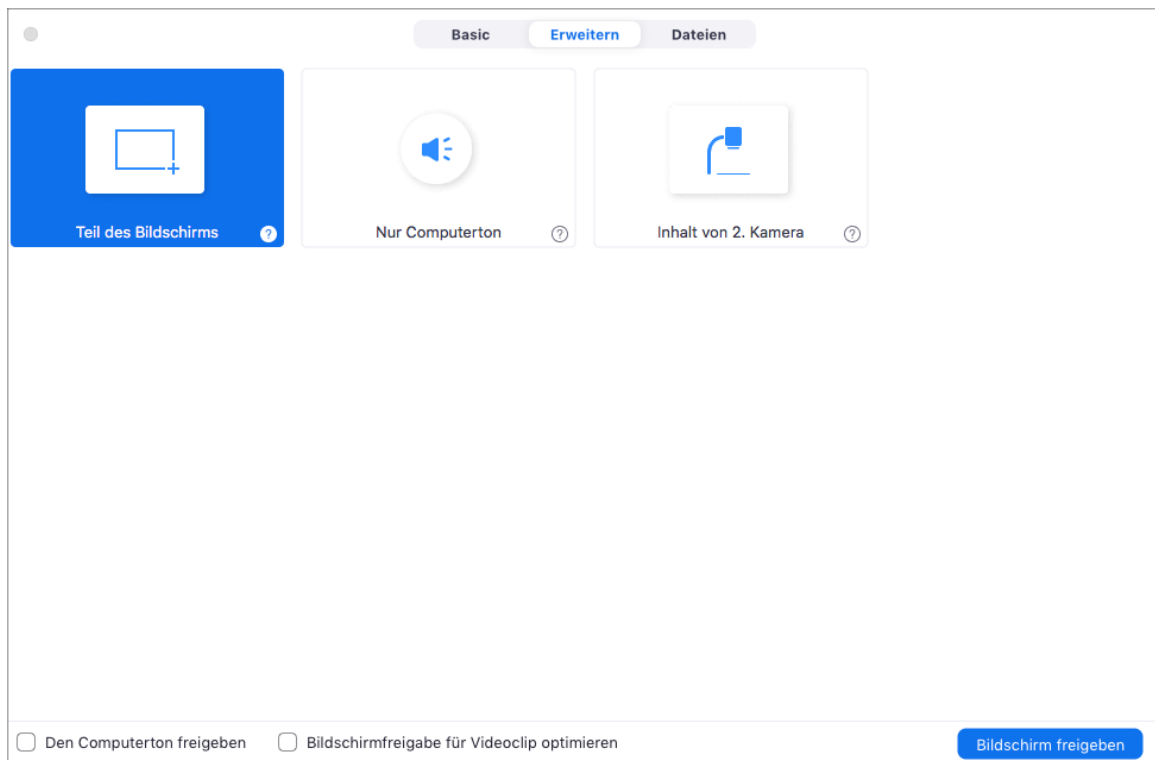 Basic
Erweitern
Dateien
Teil des Bildschirms
?
Nur Computerton
?
Inhalt von 2. Kamera
?
Den Computerton freigeben
Bildschirmfreigabe für Videoclip optimieren
Bildschirm freigeben